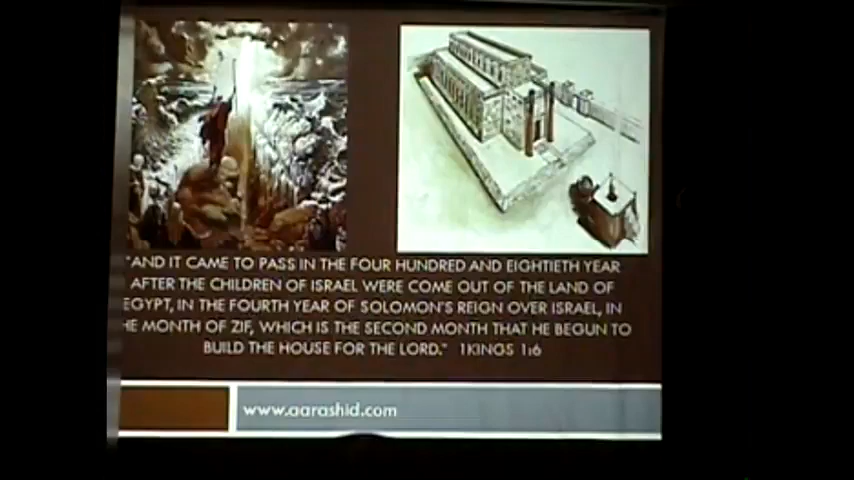 "AND IT CAME TO PASS IN THE FOUR HUNDRED AND EIGHTIETH YEAR
AFTER THE CHILDREN OF ISRAEL WERE COME OUT OF THE LAND OF
EGYPT, IN THE FOURTH YEAR OF SOLOMON'S REIGN OVER ISRAEL, IN
HE MONTH OF ZIF, WHICH IS THE SECOND MONTH THAT HE BEGUN TO
BUILD THE HOUSE FOR THE LORD." 1KINGS 1:6
www.aarashid.com